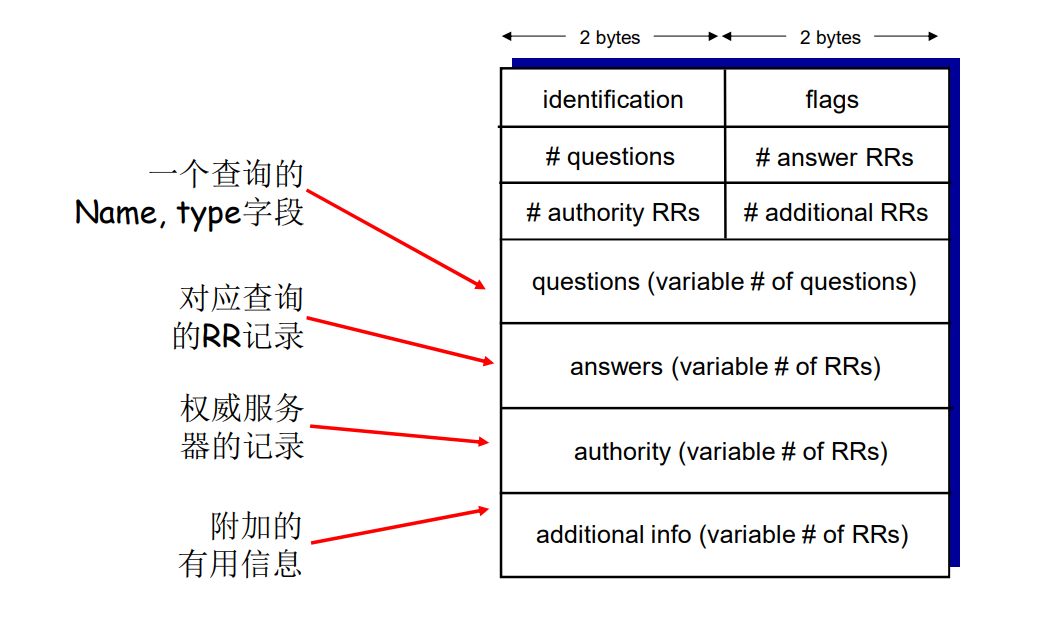 2 bytes 2 bytes
identification flags
# questions # answer RRs
# authority RRs # additional RRs
一个查询的
Name, type字段
questions (variable # of questions)
对应查询
的RR记录
answers (variable # of RRs)
权威服务
器的记录
authority (variable # of RRs)
附加的
有用信息
additional info (variable # of RRs)